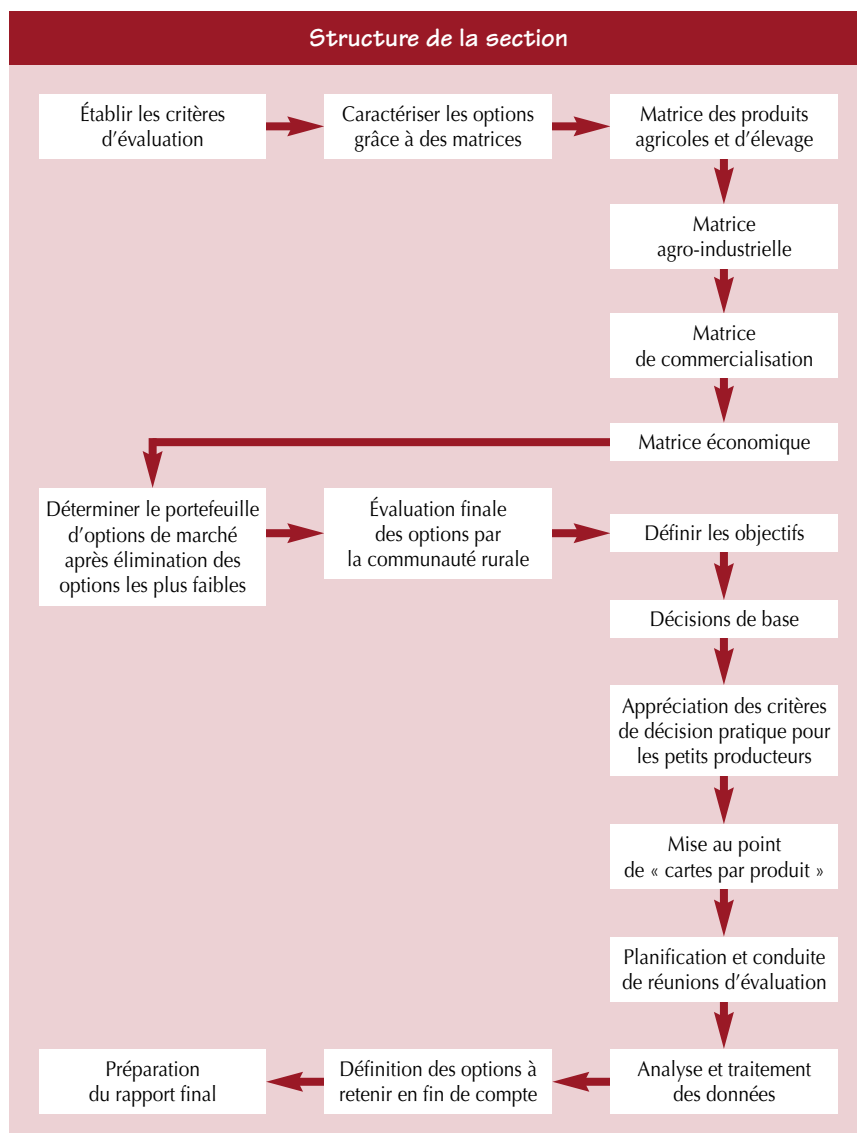 Structure de la section
Établir les critères
d’évaluation
Caractériser les options
grâce à des matrices
Matrice des produits
agricoles et d’élevage
Matrice
agro-industrielle
Matrice
de commercialisation
Matrice économique
Déterminer le portefeuille
d’options de marché
après élimination des
options les plus faibles
Évaluation finale
des options par
la communauté rurale
Définir les objectifs
Décisions de base
Appréciation des critères
de décision pratique pour
les petits producteurs
Mise au point
de « cartes par produit »
Planification et conduite
de réunions d’évaluation
Analyse et traitement
des données
Définition des options à
retenir en fin de compte
Préparation
du rapport final